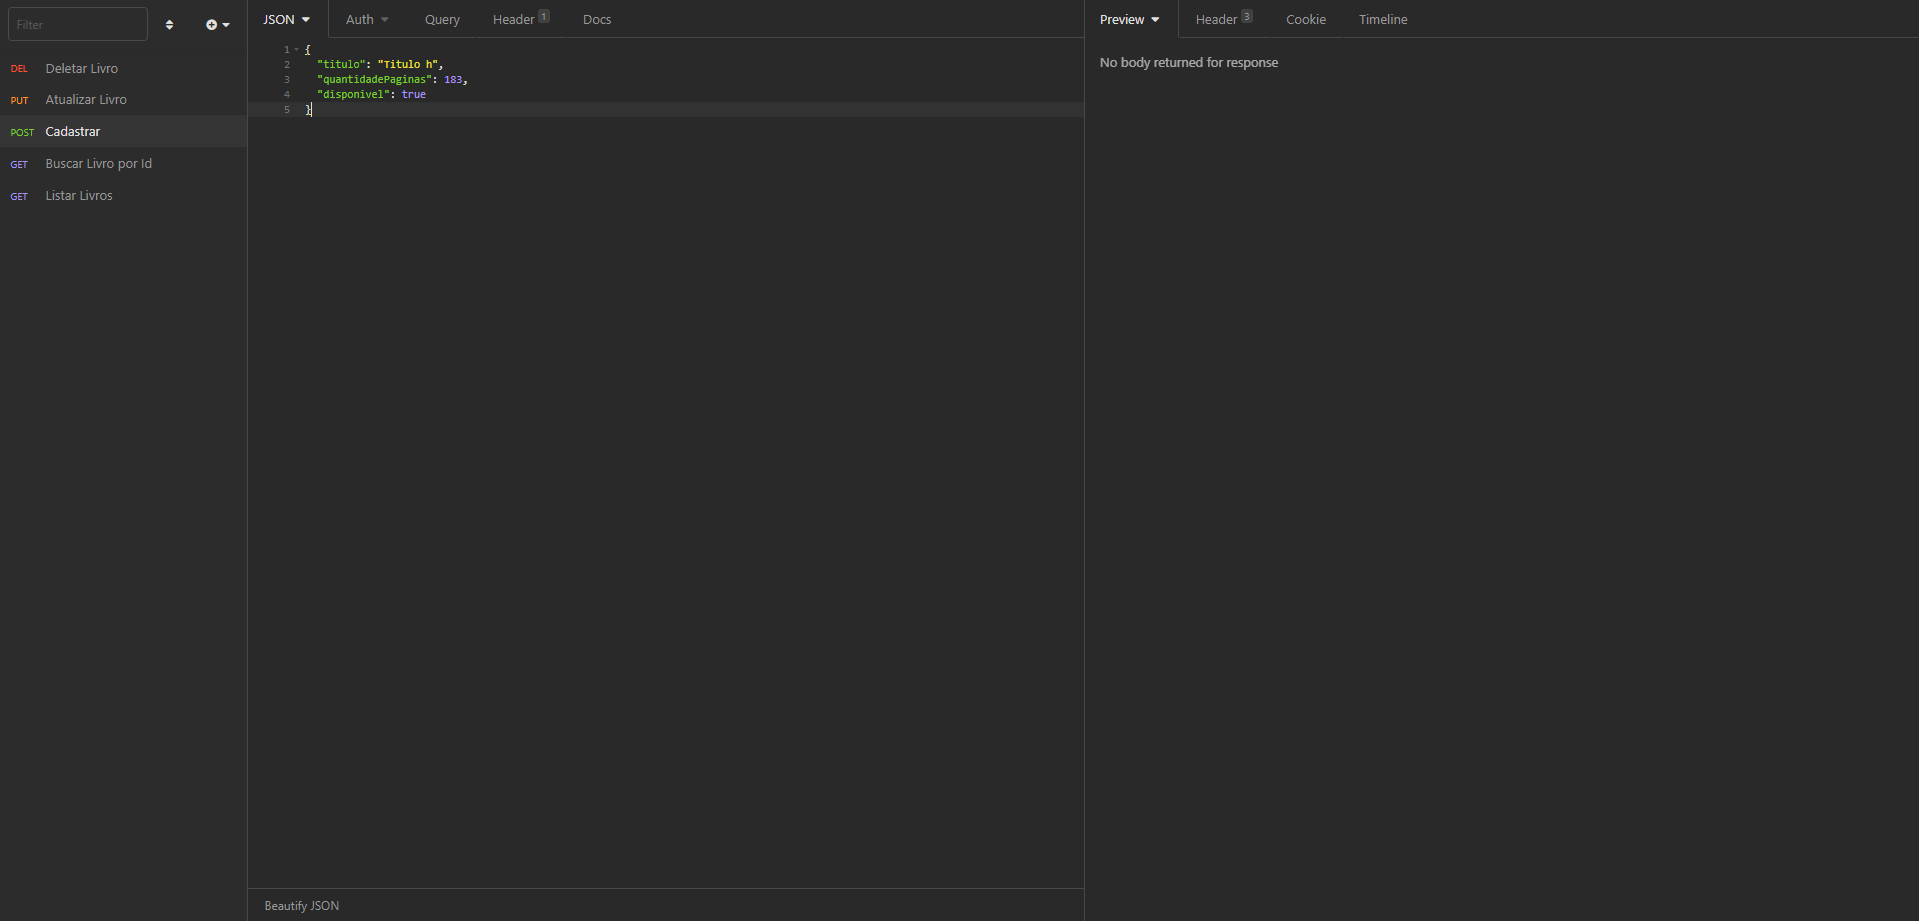 Filter
DEL Deletar Livro
PUT Atualizar Livro
POST Cadastrar
GET Buscar Livro por Id
GET Listar Livros
JSON Auth Query Header 1 Docs
1 {
2 "titulo": "Titulo h",
3 "quantidadePaginas": 183,
4 "disponivel": true
5 }
Beautify JSON
Preview Header 3 Cookie Timeline
No body returned for response